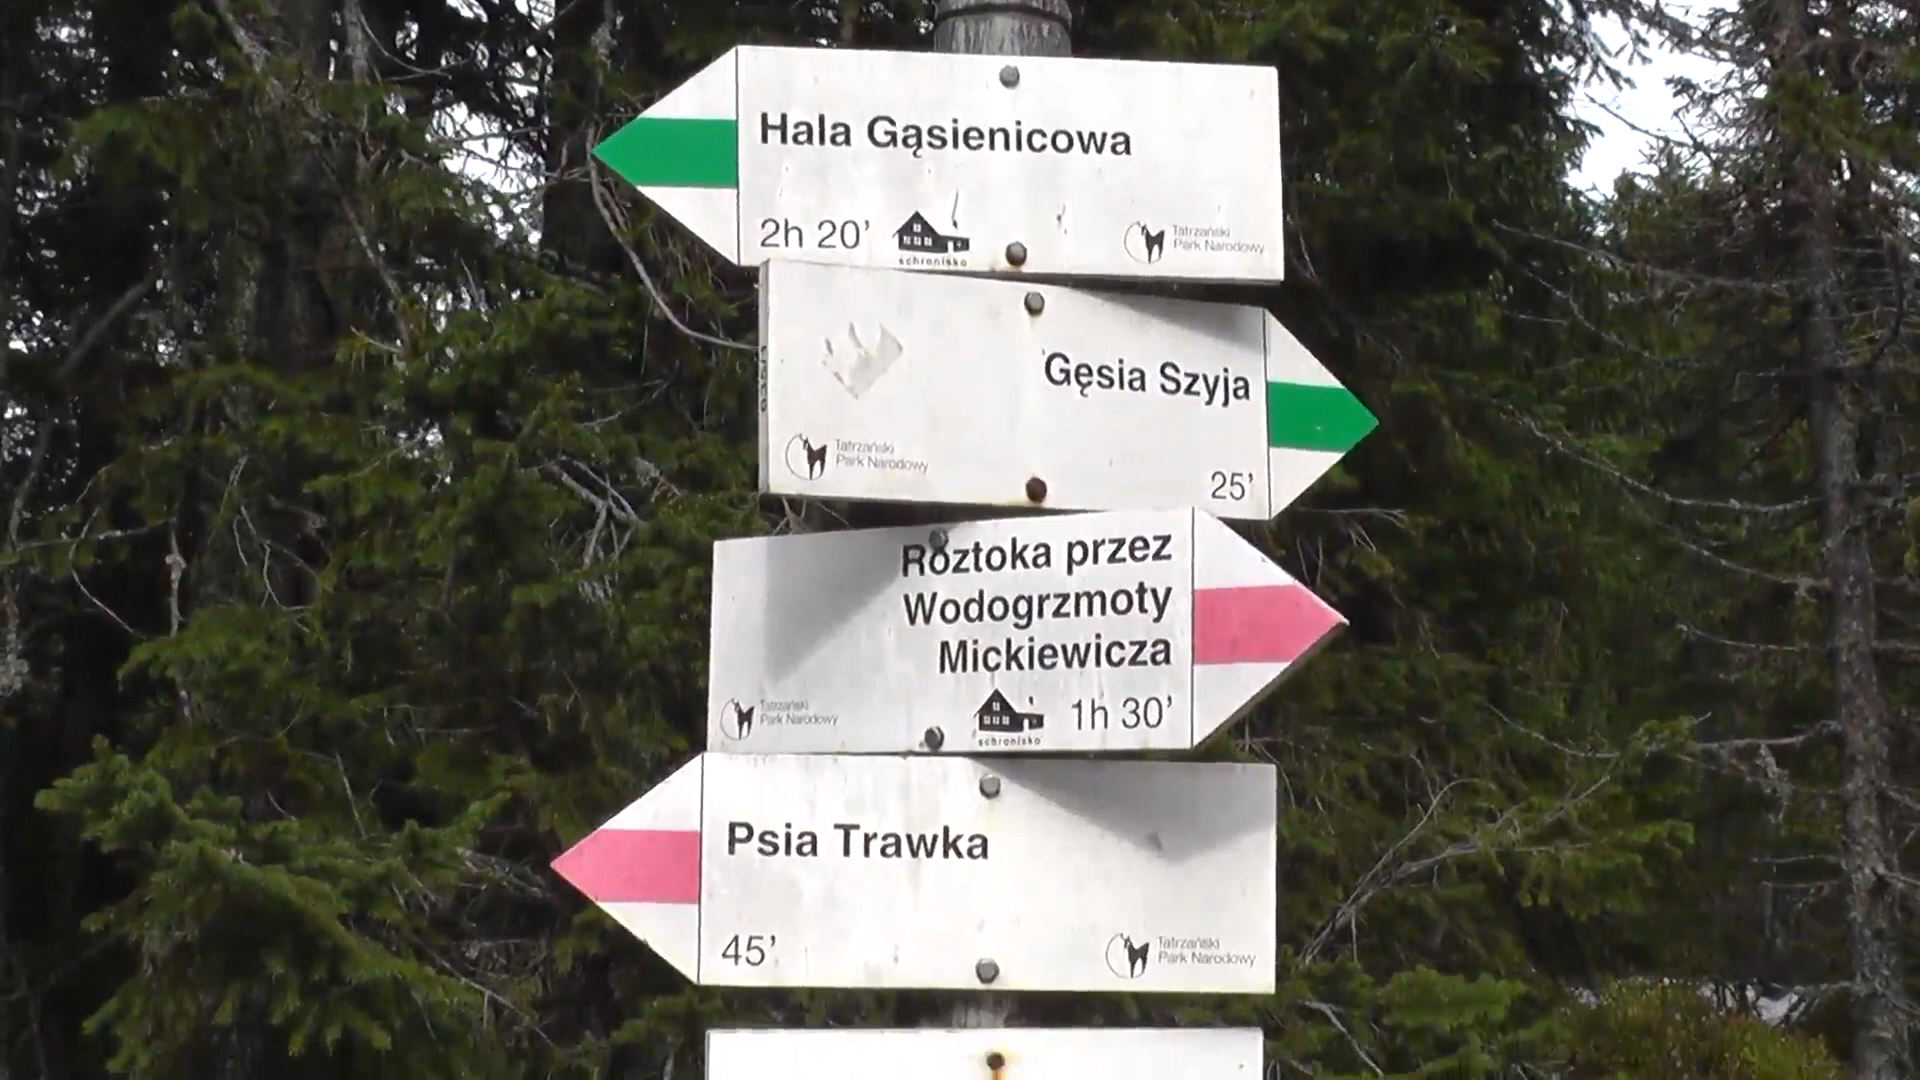 Hala Gąsienicowa
2h 20’
schronisko
Tatrzański
Park Narodowy
Gęsia Szyja
Tatrzański
Park Narodowy
25’
Roztoka przez
Wodogrzmoty
Mickiewicza
Tatrzański
Park Narodowy
schronisko
1h 30’
Psia Trawka
45’
Tatrzański
Park Narodowy